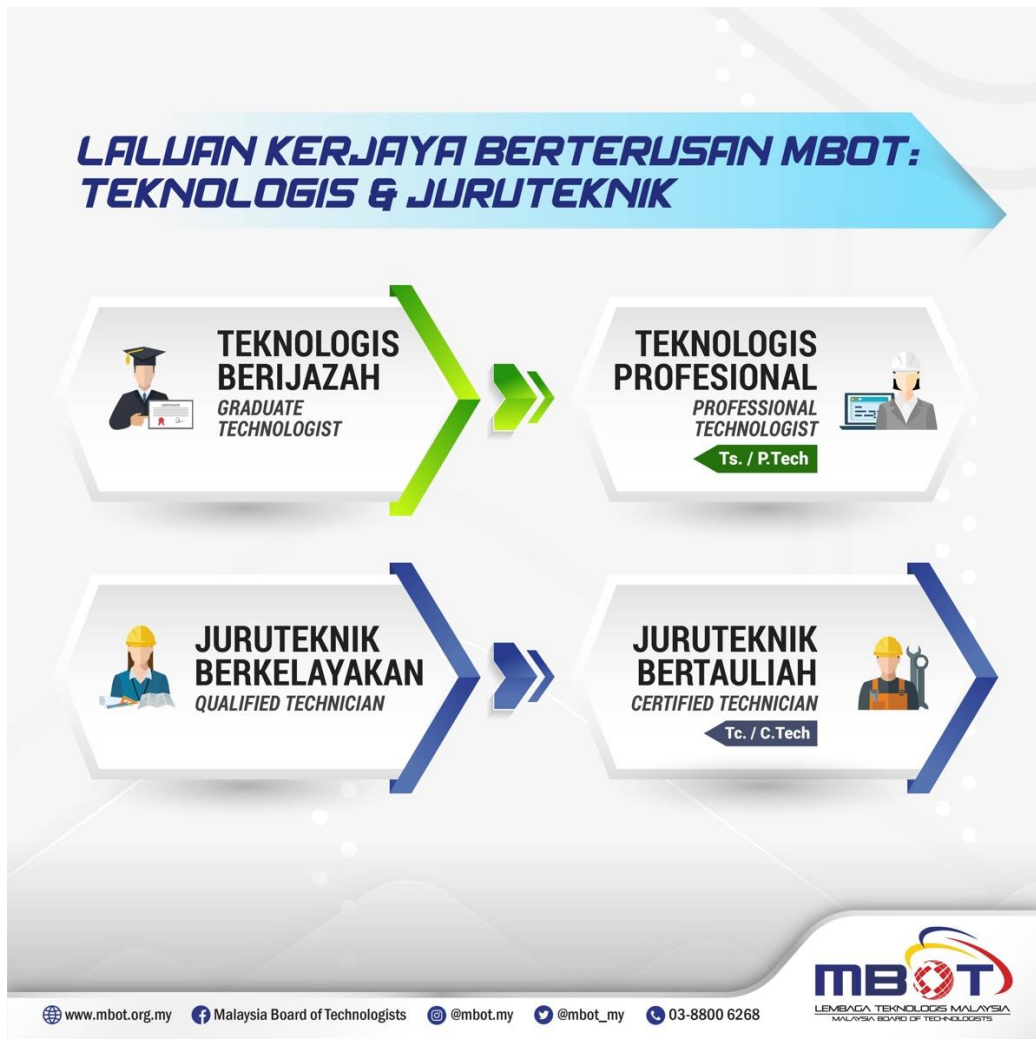 LALUAN KERJAYA BERTERUSAN MBOT:
TEKNOLOGIS & JURUTEKNIK
TEKNOLOGIS
BERIJAZAH
GRADUATE
TECHNOLOGIST
TEKNOLOGIS
PROFESIONAL
PROFESSIONAL
TECHNOLOGIST
Ts. / P.Tech
JURUTEKNIK
BERKELAYAKAN
QUALIFIED TECHNICIAN
JURUTEKNIK
BERTAULIAH
CERTIFIED TECHNICIAN
Tc. / C.Tech
MBOT
LEMBAGA TEKNOLOGIS MALAYSIA
MALAYSIA BOARD OF TECHNOLOGISTS
www.mbot.org.my Malaysia Board of Technologists @mbot.my @mbot_my 03-8800 6268